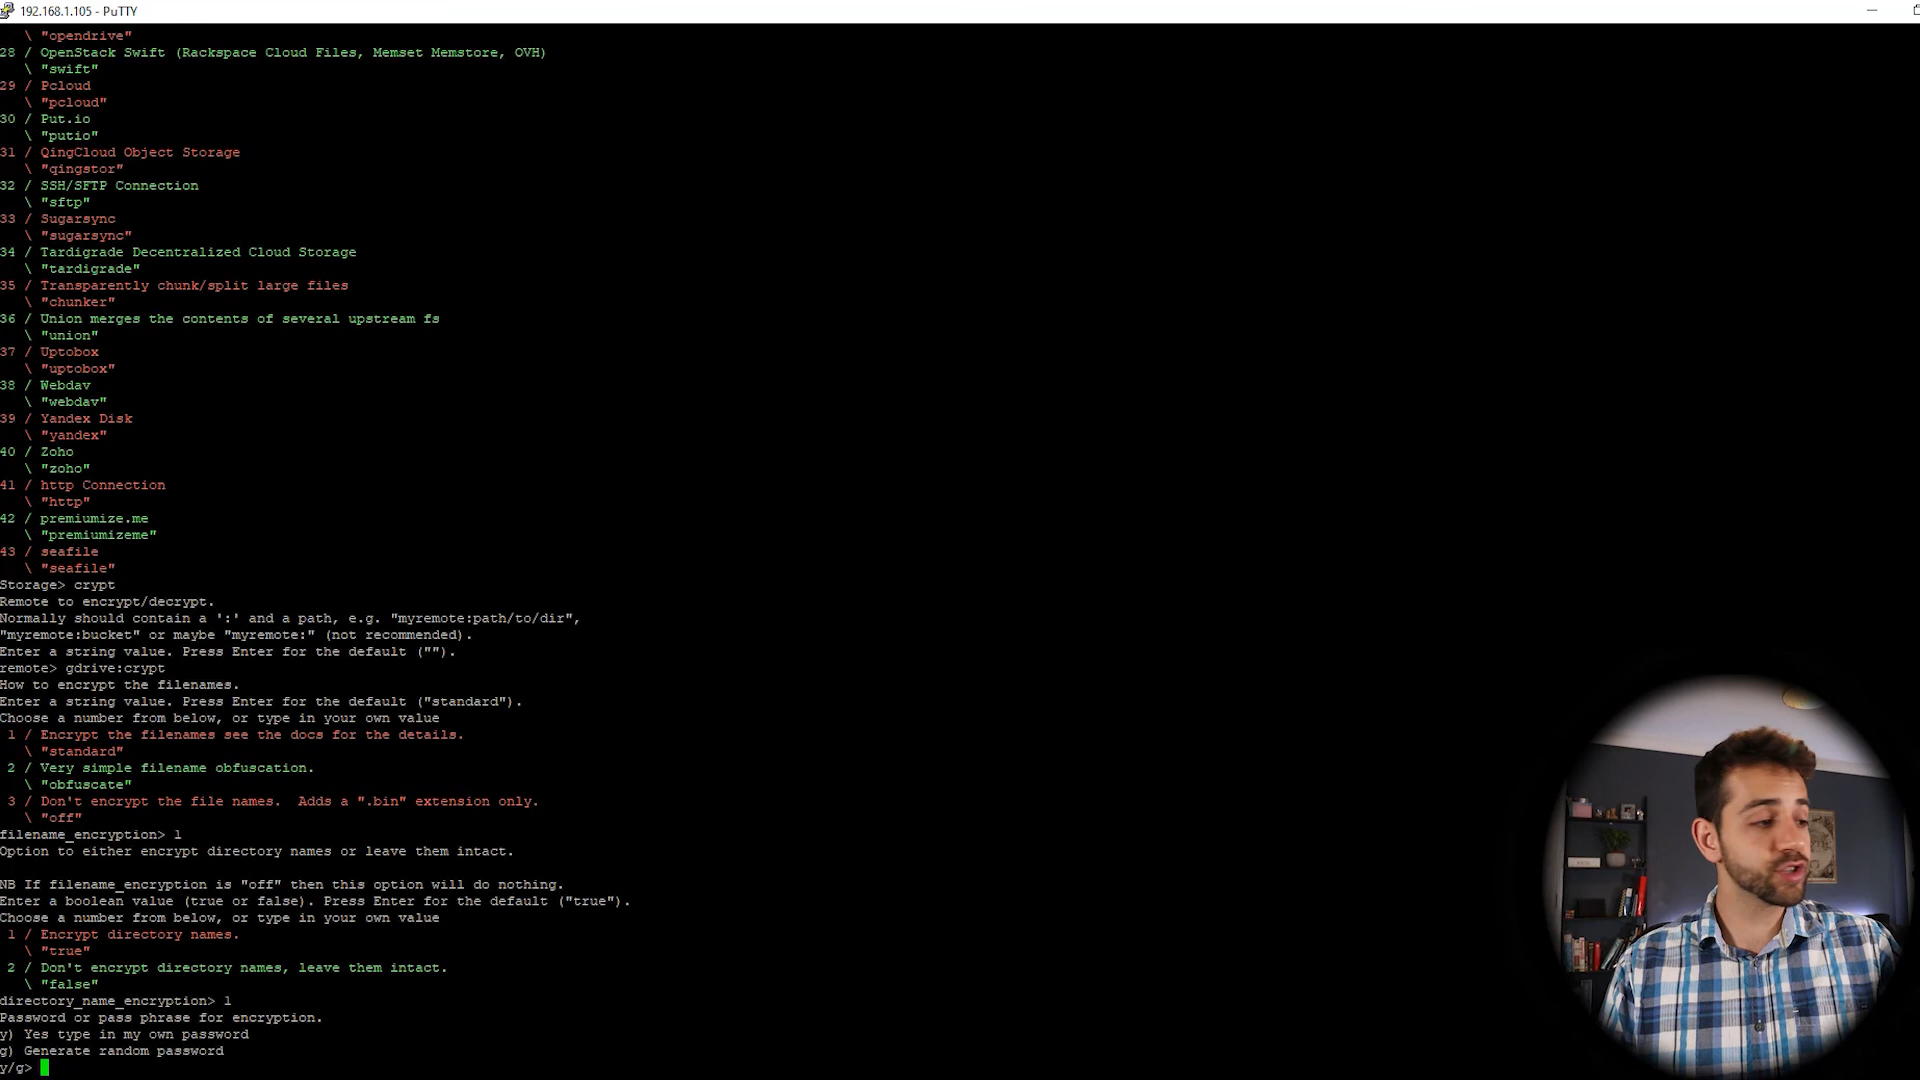 192.168.1.105 - PuTTY
\ "opendrive"
28 / OpenStack Swift (Rackspace Cloud Files, Memset Memstore, OVH)
\ "swift"
29 / Pcloud
\ "pcloud"
30 / Put.io
\ "putio"
31 / QingCloud Object Storage
\ "qingstor"
32 / SSH/SFTP Connection
\ "sftp"
33 / Sugarsync
\ "sugarsync"
34 / Tardigrade Decentralized Cloud Storage
\ "tardigrade"
35 / Transparently chunk/split large files
\ "chunker"
36 / Union merges the contents of several upstream fs
\ "union"
37 / Uptobox
\ "uptobox"
38 / Webdav
\ "webdav"
39 / Yandex Disk
\ "yandex"
40 / Zoho
\ "zoho"
41 / http Connection
\ "http"
42 / premiumize.me
\ "premiumizeme"
43 / seafile
\ "seafile"
Storage> crypt
Remote to encrypt/decrypt.
Normally should contain a ':' and a path, e.g. "myremote:path/to/dir",
"myremote:bucket" or maybe "myremote:" (not recommended).
Enter a string value. Press Enter for the default ("").
remote> gdrive:crypt
How to encrypt the filenames.
Enter a string value. Press Enter for the default ("standard").
Choose a number from below, or type in your own value
1 / Encrypt the filenames see the docs for the details.
\ "standard"
2 / Very simple filename obfuscation.
\ "obfuscate"
3 / Don't encrypt the file names.  Adds a ".bin" extension only.
\ "off"
filename_encryption> 1
Option to either encrypt directory names or leave them intact.
NB If filename_encryption is "off" then this option will do nothing.
Enter a boolean value (true or false). Press Enter for the default ("true").
Choose a number from below, or type in your own value
1 / Encrypt directory names.
\ "true"
2 / Don't encrypt directory names, leave them intact.
\ "false"
directory_name_encryption> 1
Password or pass phrase for encryption.
y) Yes type in my own password
g) Generate random password
y/g>